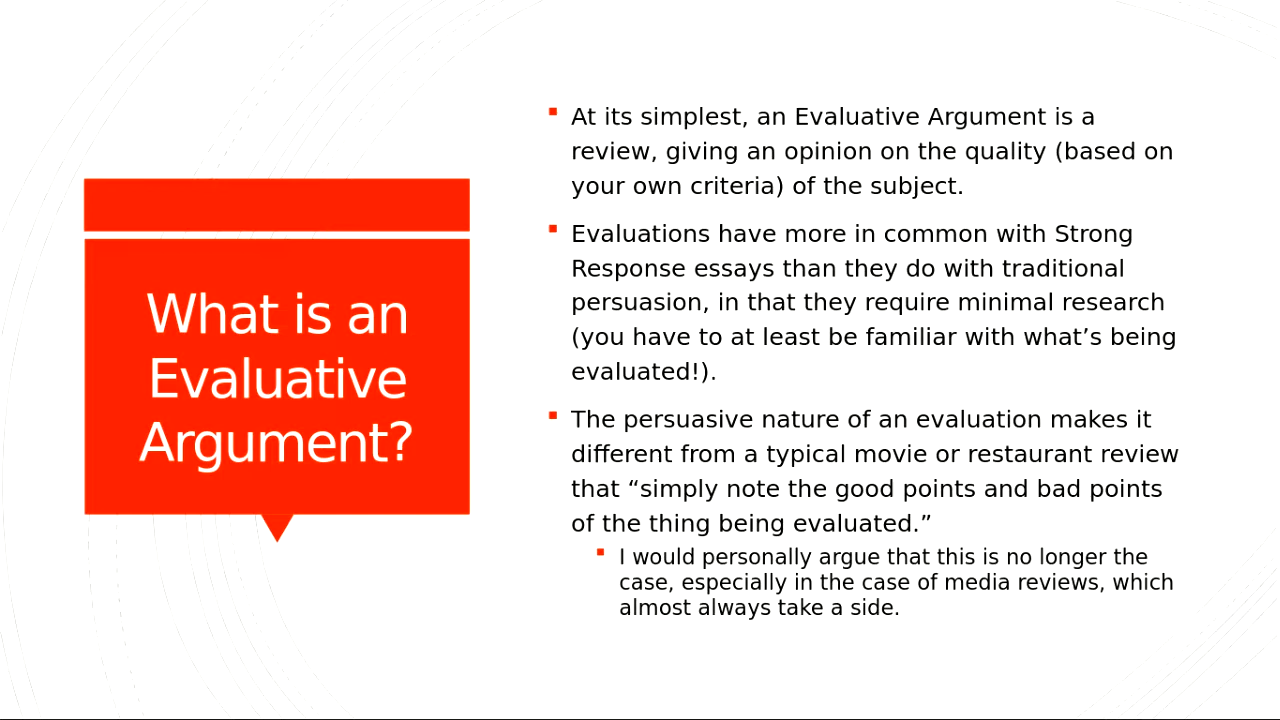 What is an
Evaluative
Argument?
At its simplest, an Evaluative Argument is a
review, giving an opinion on the quality (based on
your own criteria) of the subject.
Evaluations have more in common with Strong
Response essays than they do with traditional
persuasion, in that they require minimal research
(you have to at least be familiar with what’s being
evaluated!).
The persuasive nature of an evaluation makes it
different from a typical movie or restaurant review
that “simply note the good points and bad points
of the thing being evaluated.”
I would personally argue that this is no longer the
case, especially in the case of media reviews, which
almost always take a side.